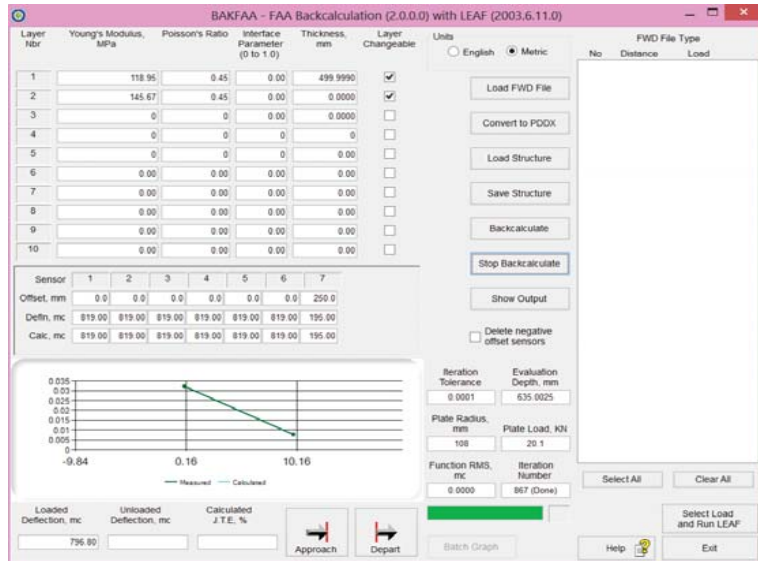 BAKFAA - FAA Backcalculation (2.0.0.0) with LEAF (2003.6.11.0)
Layer Nbr Young's Modulus, MPa Poisson's Ratio Interface Parameter (0 to 1.0) Thickness, mm Layer Changeable
1 118.95 0.45 0.00 499.9990
2 145.67 0.45 0.00 0.0000
3 0 0 0.00 0.0000
4 0 0 0 0
5 0 0 0 0.00
6 0.00 0.00 0.00 0.00
7 0.00 0.00 0.00 0.00
8 0.00 0.00 0.00 0.00
9 0.00 0.00 0.00 0.00
10 0.00 0.00 0.00 0.00
Sensor 1 2 3 4 5 6 7
Offset, mm 0.0 0.0 0.0 0.0 0.0 0.0 250.0
Defln, mc 819.00 819.00 819.00 819.00 819.00 819.00 195.00
Calc, mc 819.00 819.00 819.00 819.00 819.00 819.00 195.00
0.035
0.03
0.025
0.02
0.015
0.01
0.005
0
-9.84 0.16 10.16
Measured Calculated
Loaded Deflection, mc
796.80
Unloaded Deflection, mc
Calculated J.T.E, %
Approach
Depart
Units
English Metric
Load FWD File
Convert to PDDX
Load Structure
Save Structure
Backcalculate
Stop Backcalculate
Show Output
Delete negative offset sensors
Iteration Tolerance
0.0001
Evaluation Depth, mm
635.0025
Plate Radius, mm
108
Plate Load, KN
20.1
Function RMS, mc
0.0000
Iteration Number
867 (Done)
Batch Graph
FWD File Type
No Distance Load
Select All
Clear All
Select Load and Run LEAF
Help
Exit